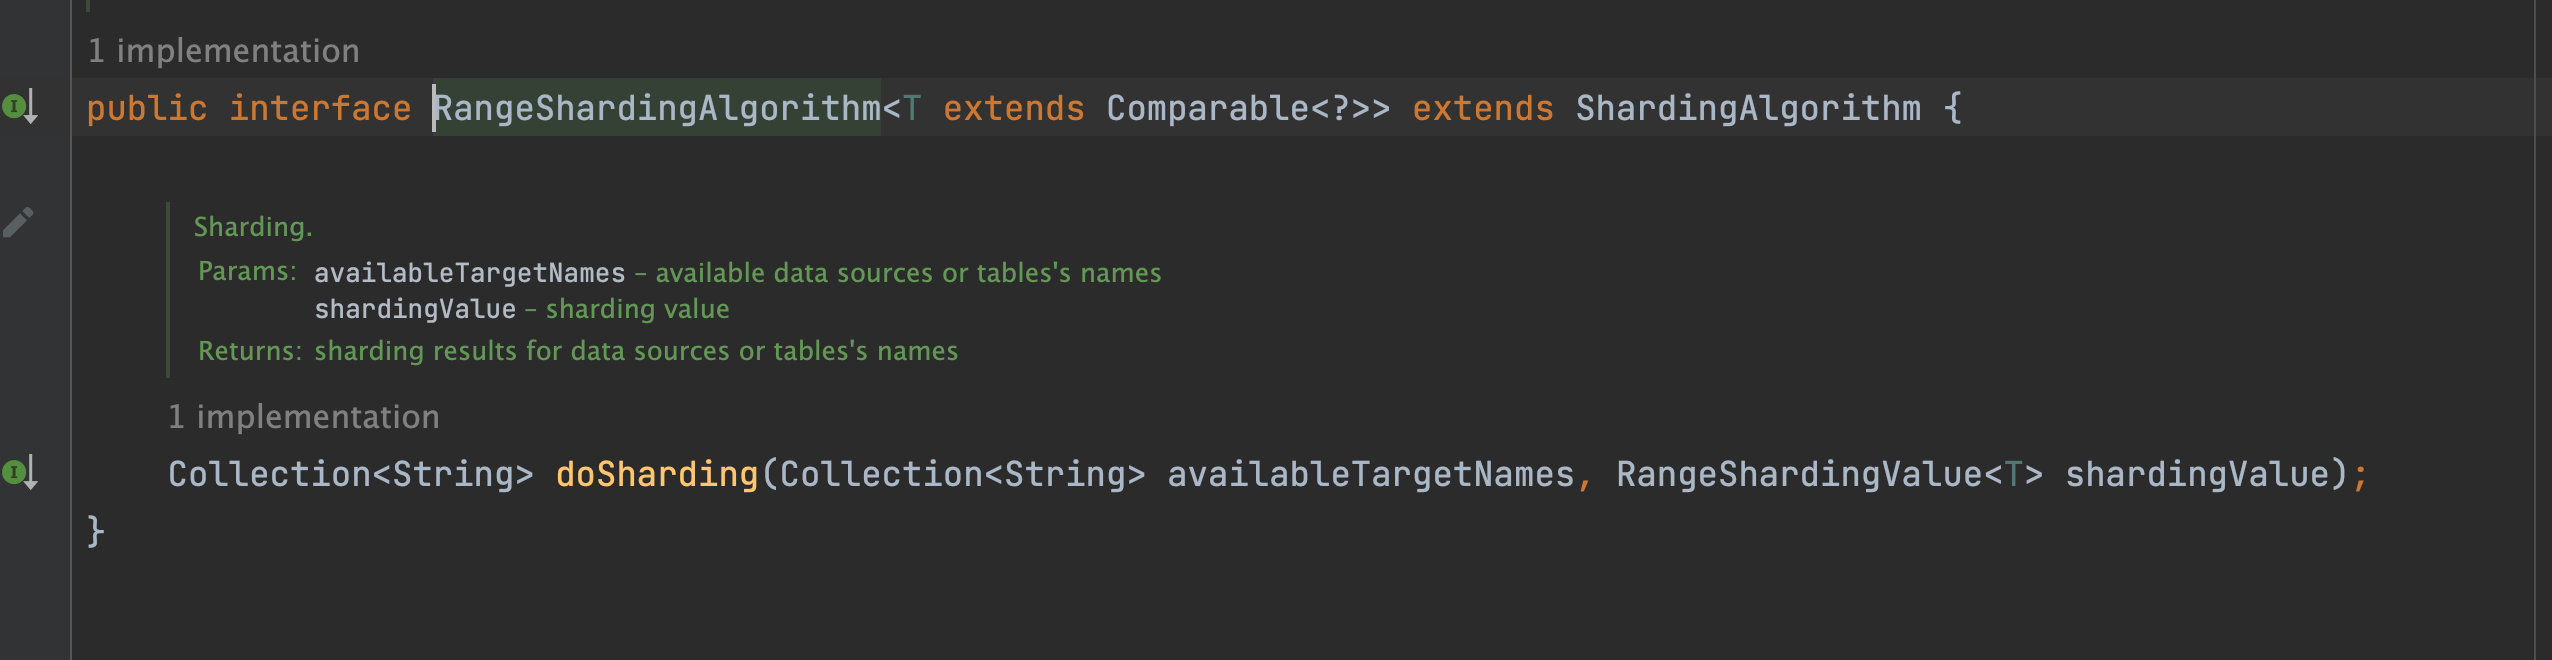 1 implementation
public interface RangeShardingAlgorithm<T extends Comparable<?>> extends ShardingAlgorithm {
Sharding.
Params: availableTargetNames – available data sources or tables's names
shardingValue – sharding value
Returns: sharding results for data sources or tables's names
1 implementation
Collection<String> doSharding(Collection<String> availableTargetNames, RangeShardingValue<T> shardingValue);
}